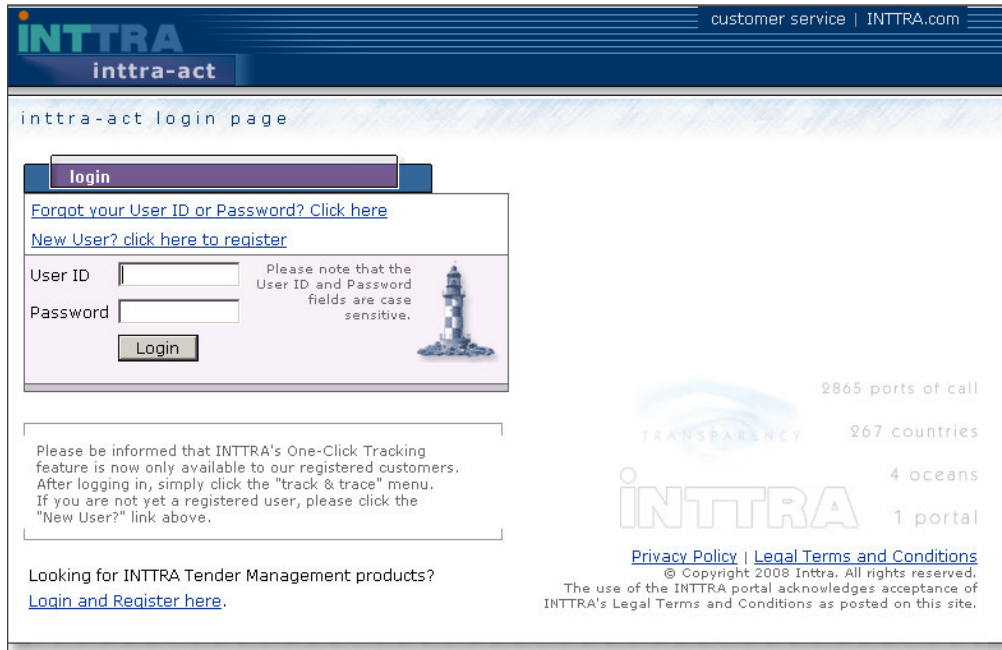 customer service | INTTRA.com
INTTRA
inttra-act
inttra-act login page
login
Forgot your User ID or Password? Click here
New User? click here to register
User ID
Password
Please note that the
User ID and Password
fields are case
sensitive.
Login
Please be informed that INTTRA's One-Click Tracking
feature is now only available to our registered customers.
After logging in, simply click the "track & trace" menu.
If you are not yet a registered user, please click the
"New User?" link above.
Looking for INTTRA Tender Management products?
Login and Register here.
2865 ports of call
TRANSPARENCY
267 countries
4 oceans
INTTRA
1 portal
Privacy Policy | Legal Terms and Conditions
© Copyright 2008 Inttra. All rights reserved.
The use of the INTTRA portal acknowledges acceptance of
INTTRA's Legal Terms and Conditions as posted on this site.